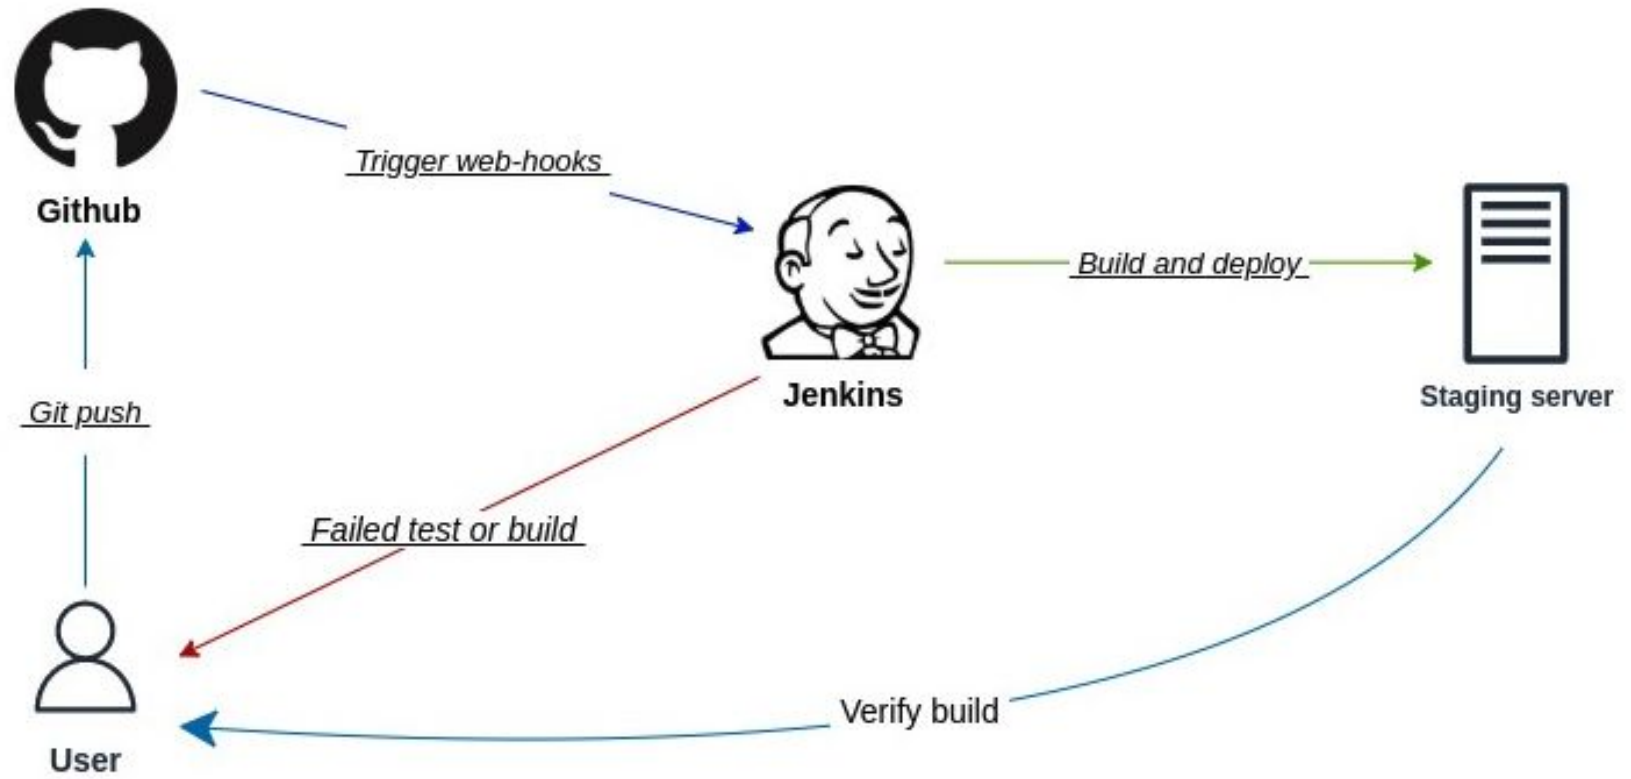 Trigger web-hooks
Github
Build and deploy
Jenkins
Staging server
Git push
Failed test or build
Verify build
User